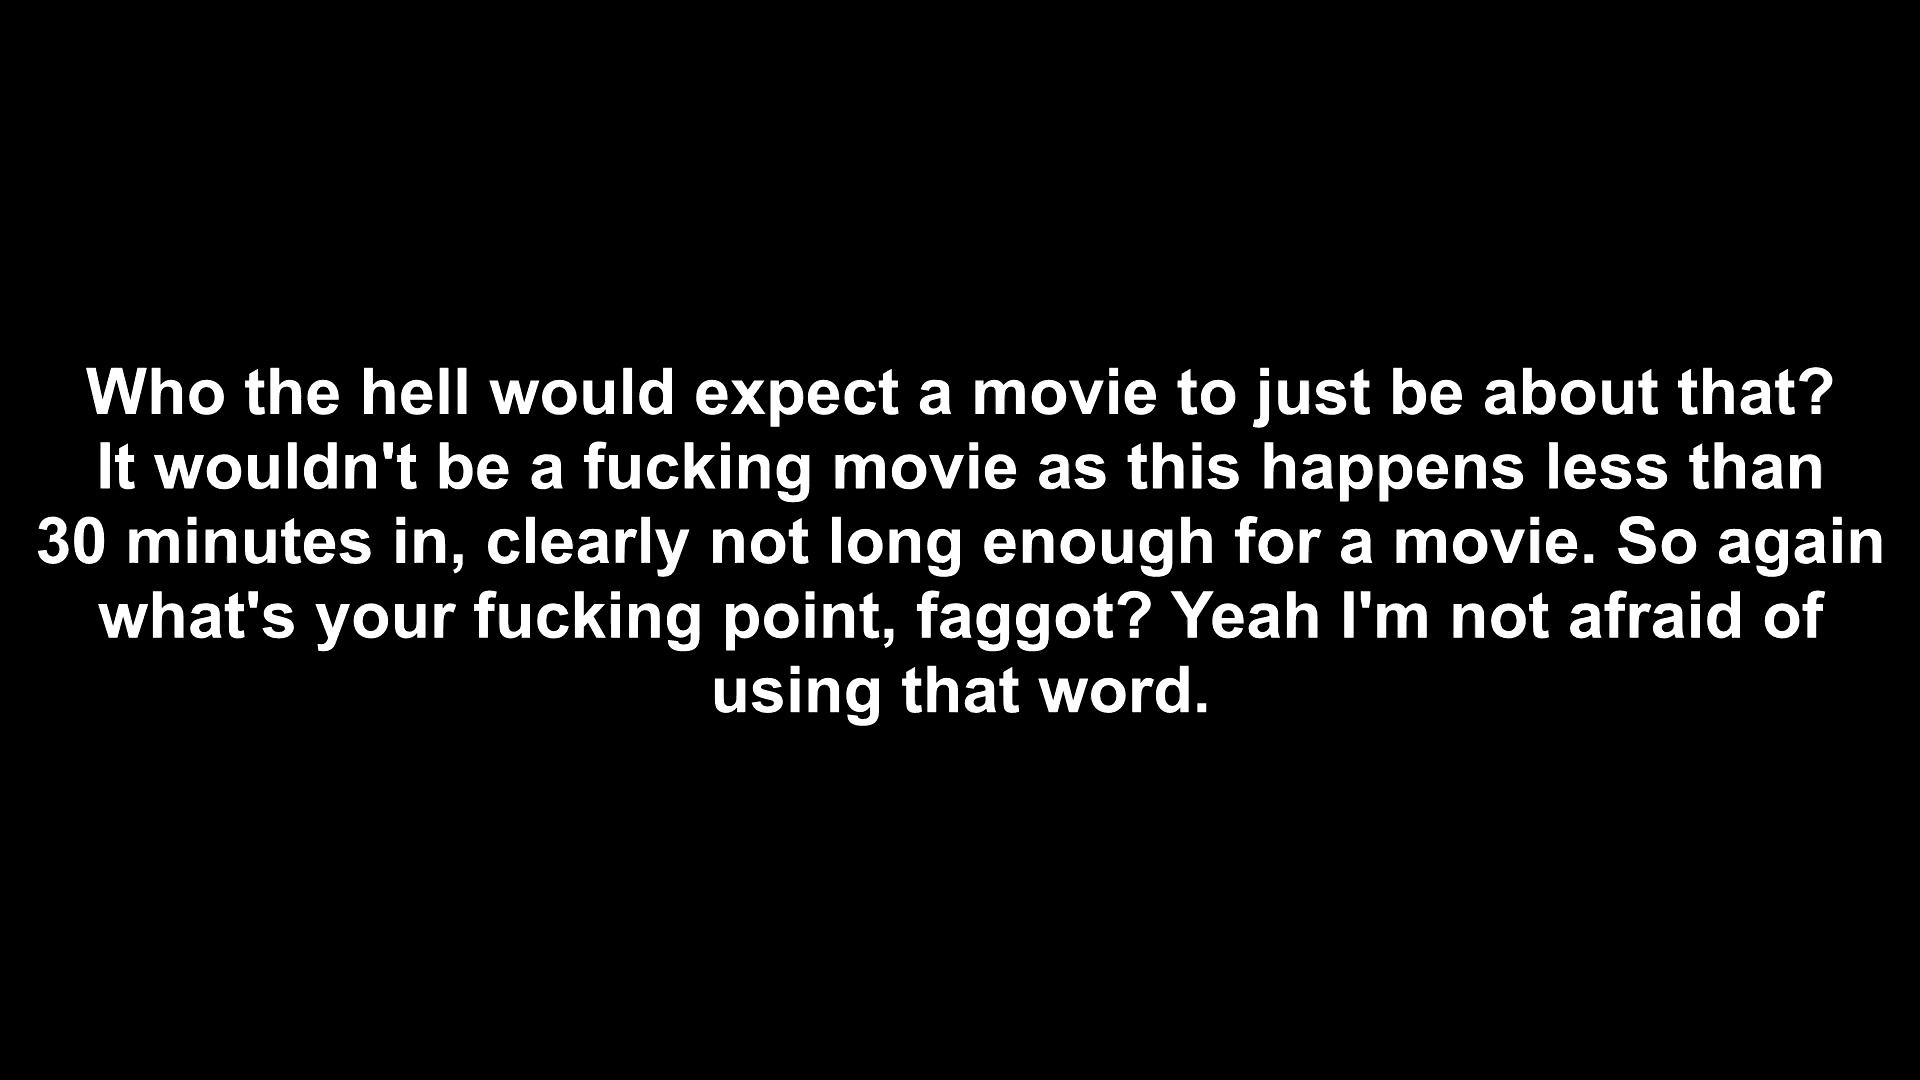 Who the hell would expect a movie to just be about that?
It wouldn't be a fucking movie as this happens less than
30 minutes in, clearly not long enough for a movie. So again
what's your fucking point, faggot? Yeah I'm not afraid of
using that word.